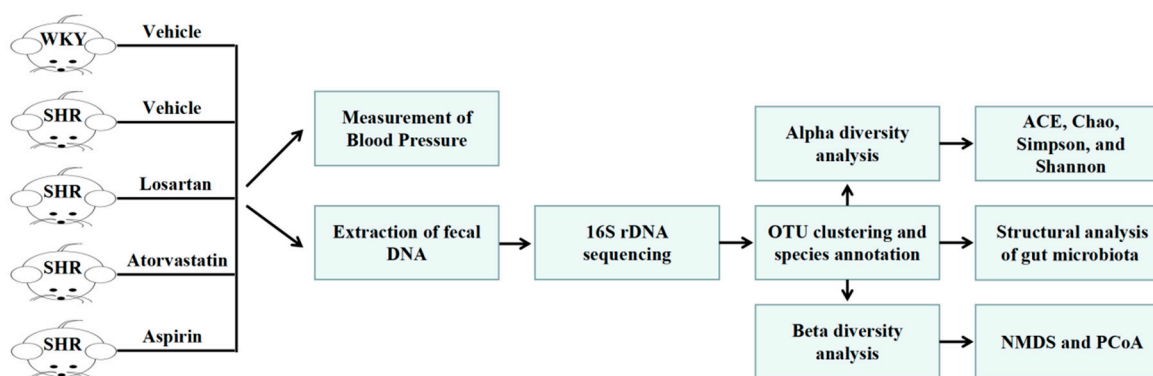 WKY
Vehicle
SHR
Vehicle
SHR
Losartan
SHR
Atorvastatin
SHR
Aspirin
Measurement of
Blood Pressure
Extraction of fecal
DNA
16S rDNA
sequencing
Alpha diversity
analysis
ACE, Chao,
Simpson, and
Shannon
OTU clustering and
species annotation
Structural analysis
of gut microbiota
Beta diversity
analysis
NMDS and PCoA